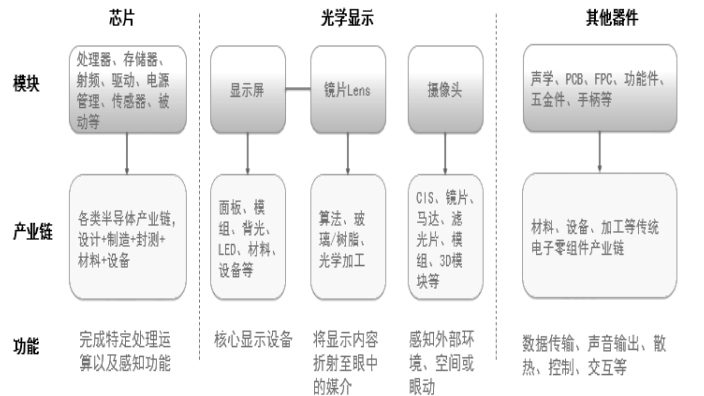 芯片
光学显示
其他器件
模块
处理器、存储器、
射频、驱动、电源
管理、传感器、被
动等
显示屏
镜片Lens
摄像头
声学、PCB、FPC、功能件、
五金件、手柄等
产业链
各类半导体产业链,
设计+制造+封测+
材料+设备
面板、模
组、背光、
LED、材料、
设备等
算法、玻
璃/树脂、
光学加工
CIS、镜片、
马达、滤
光片、模
组、3D模
块等
材料、设备、加工等传统
电子零组件产业链
功能
完成特定处理运
算以及感知功能
核心显示设备
将显示内容
折射至眼中
的媒介
感知外部环
境、空间或
眼动
数据传输、声音输出、散
热、控制、交互等